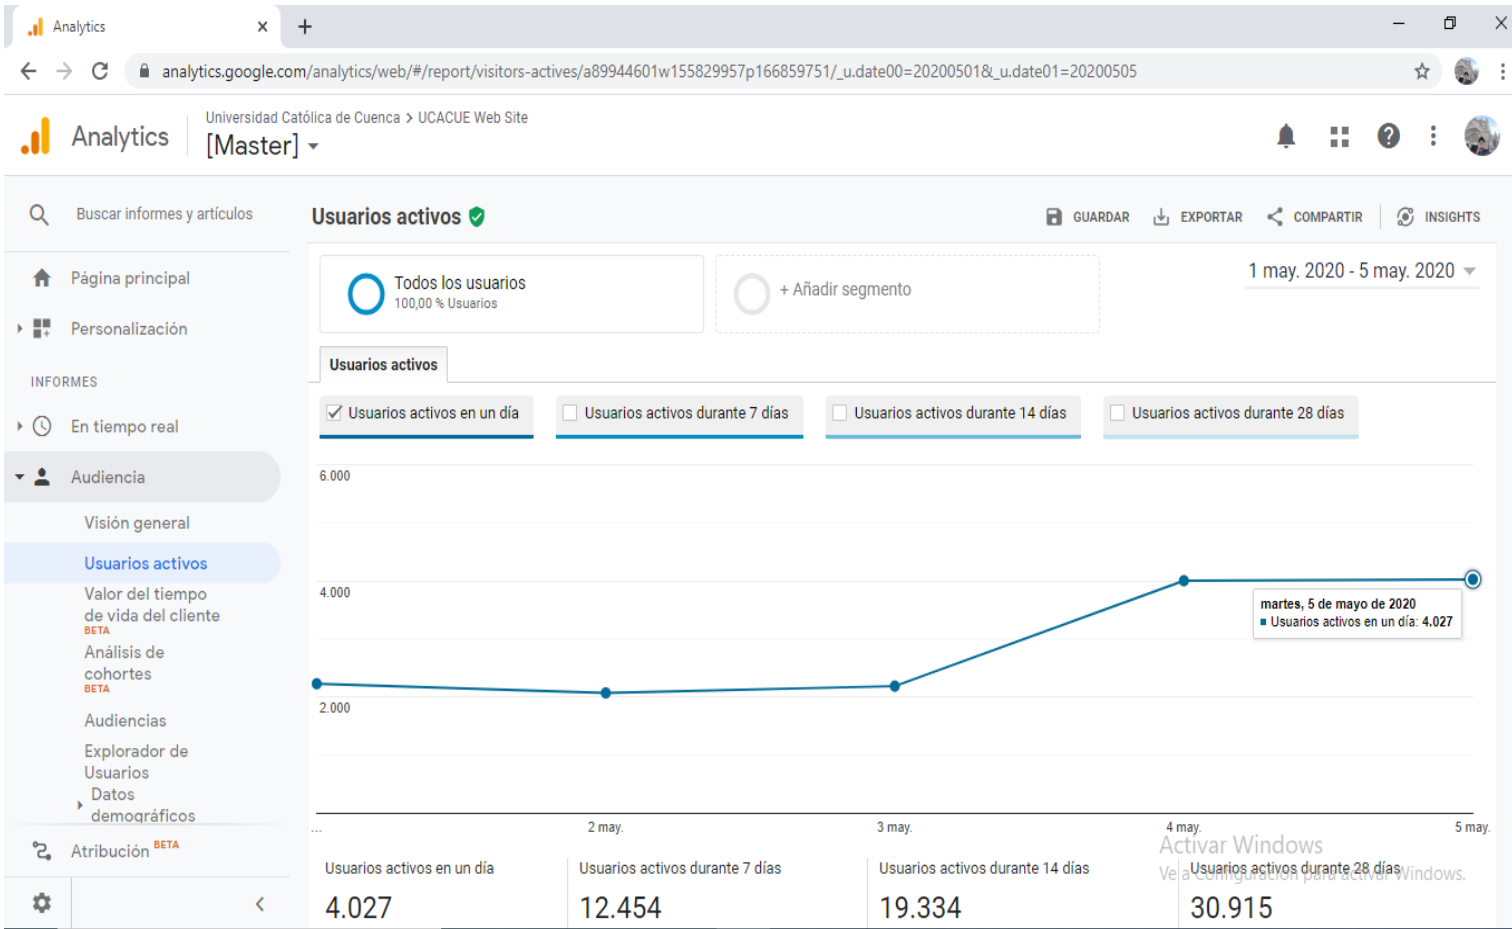 Analytics
analytics.google.com/analytics/web/#/report/visitors-actives/a89944601w155829957p166859751/_u.date00=20200501&_u.date01=20200505
Analytics
Universidad Católica de Cuenca > UCACUE Web Site
[Master]
Buscar informes y artículos
Página principal
Personalización
INFORMES
En tiempo real
Audiencia
Visión general
Usuarios activos
Valor del tiempo
de vida del cliente
BETA
Análisis de
cohortes
BETA
Audiencias
Explorador de
Usuarios
Datos
demográficos
Atribución BETA
Usuarios activos
GUARDAR
EXPORTAR
COMPARTIR
INSIGHTS
Todos los usuarios
100,00 % Usuarios
+ Añadir segmento
1 may. 2020 - 5 may. 2020
Usuarios activos
Usuarios activos en un día
Usuarios activos durante 7 días
Usuarios activos durante 14 días
Usuarios activos durante 28 días
6.000
4.000
2.000
martes, 5 de mayo de 2020
Usuarios activos en un día: 4.027
...
2 may.
3 may.
4 may.
5 may.
Activar Windows
Ve a Configuración para activar Windows.
Usuarios activos en un día
4.027
Usuarios activos durante 7 días
12.454
Usuarios activos durante 14 días
19.334
Usuarios activos durante 28 días
30.915